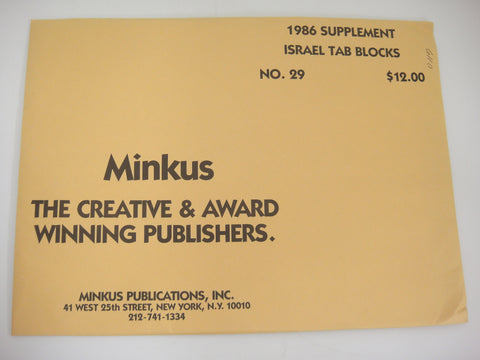 1986 SUPPLEMENT
ISRAEL TAB BLOCKS
NO. 29 $12.00
Minkus
THE CREATIVE & AWARD
WINNING PUBLISHERS.
MINKUS PUBLICATIONS, INC.
41 WEST 25th STREET, NEW YORK, N.Y. 10010
212-741-1334